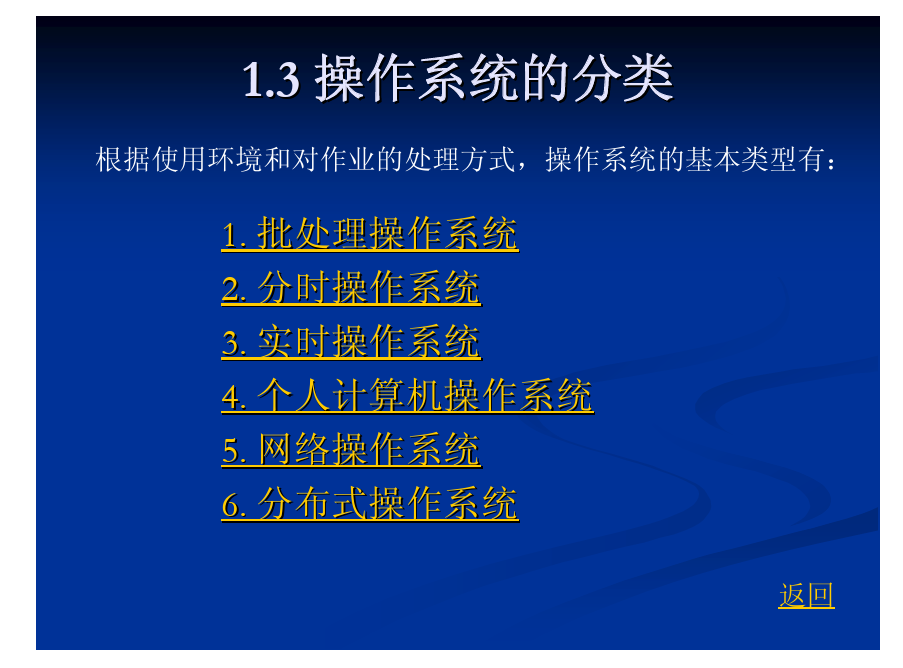 1.3 操作系统的分类
根据使用环境和对作业的处理方式，操作系统的基本类型有：
1. 批处理操作系统
2. 分时操作系统
3. 实时操作系统
4. 个人计算机操作系统
5. 网络操作系统
6. 分布式操作系统
返回